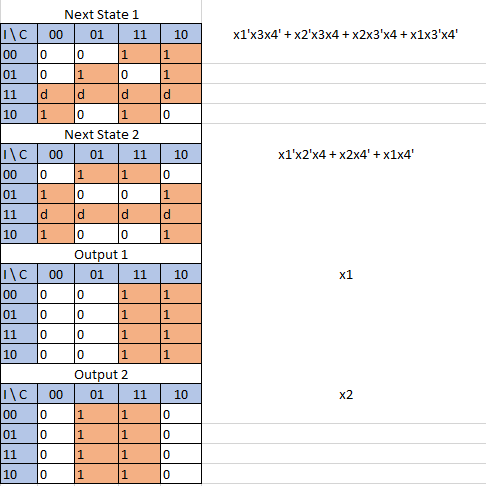 Next State 1
I \ C 00 01 11 10 x1'x3x4' + x2'x3x4 + x2x3'x4 + x1x3'x4'
00 0 0 1 1
01 0 1 0 1
11 d d d d
10 1 0 1 0
Next State 2
I \ C 00 01 11 10 x1'x2'x4 + x2x4' + x1x4'
00 0 1 1 0
01 1 0 0 1
11 d d d d
10 1 0 0 1
Output 1
I \ C 00 01 11 10 x1
00 0 0 1 1
01 0 0 1 1
11 0 0 1 1
10 0 0 1 1
Output 2
I \ C 00 01 11 10 x2
00 0 1 1 0
01 0 1 1 0
11 0 1 1 0
10 0 1 1 0